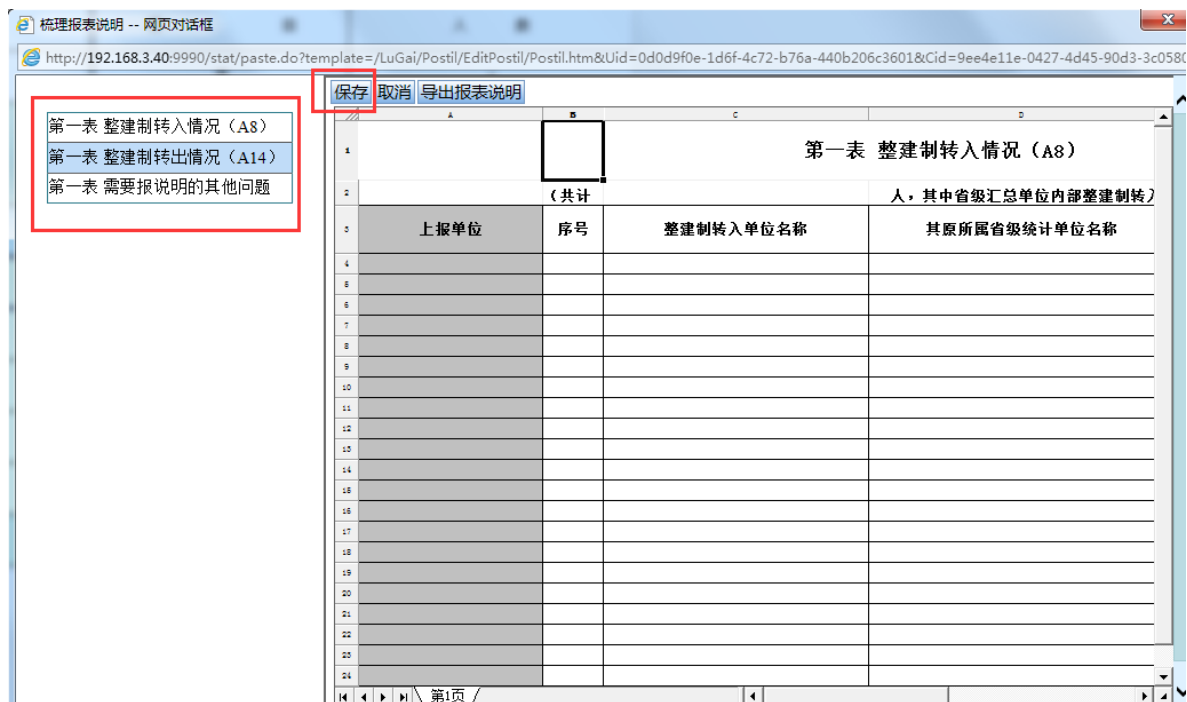 梳理报表说明 -- 网页对话框
http://192.168.3.40:9990/stat/paste.do?template=/LuGai/Postil/EditPostil/Postil.htm&Uid=0d0d9f0e-1d6f-4c72-b76a-440b206c3601&Cid=9ee4e11e-0427-4d45-90d3-3c0580
保存 取消 导出报表说明
第一表 整建制转入情况（A8）
第一表 整建制转出情况（A14）
第一表 需要报说明的其他问题
A B C D
1 第一表 整建制转入情况（A8）
2 （共计 人，其中省级汇总单位内部整建制转入
3 上报单位 序号 整建制转入单位名称 其原所属省级统计单位名称
4
5
6
7
8
9
10
11
12
13
14
15
16
17
18
19
20
21
22
23
24
第1页